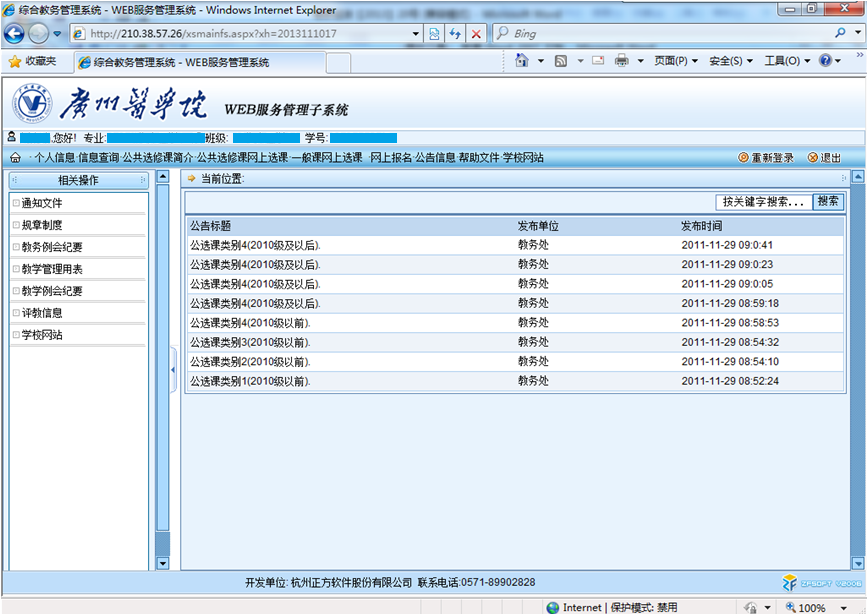 综合教务管理系统 - WEB服务管理系统 - Windows Internet Explorer
http://210.38.57.26/xsmainfs.aspx?xh=2013111017
Bing
收藏夹
综合教务管理系统 - WEB服务管理系统
页面(P)
安全(S)
工具(O)
广州医学院 WEB服务管理子系统
,您好! 专业: 班级: 学号:
个人信息 信息查询 公共选修课简介 公共选修课网上选课 一般课网上选课 网上报名 公告信息 帮助文件 学校网站
重新登录 退出
相关操作
通知文件
规章制度
教务例会纪要
教学管理用表
教学例会纪要
评教信息
学校网站
当前位置:
按关键字搜索... 搜索
公告标题 发布单位 发布时间
公选课类别4(2010级及以后). 教务处 2011-11-29 09:0:41
公选课类别4(2010级及以后). 教务处 2011-11-29 09:0:23
公选课类别4(2010级及以后). 教务处 2011-11-29 09:0:05
公选课类别4(2010级及以后). 教务处 2011-11-29 08:59:18
公选课类别4(2010级以前). 教务处 2011-11-29 08:58:53
公选课类别3(2010级以前). 教务处 2011-11-29 08:54:32
公选课类别2(2010级以前). 教务处 2011-11-29 08:54:10
公选课类别1(2010级以前). 教务处 2011-11-29 08:52:24
开发单位: 杭州正方软件股份有限公司 联系电话:0571-89902828
ZFSOFT ©2008
Internet | 保护模式: 禁用
100%